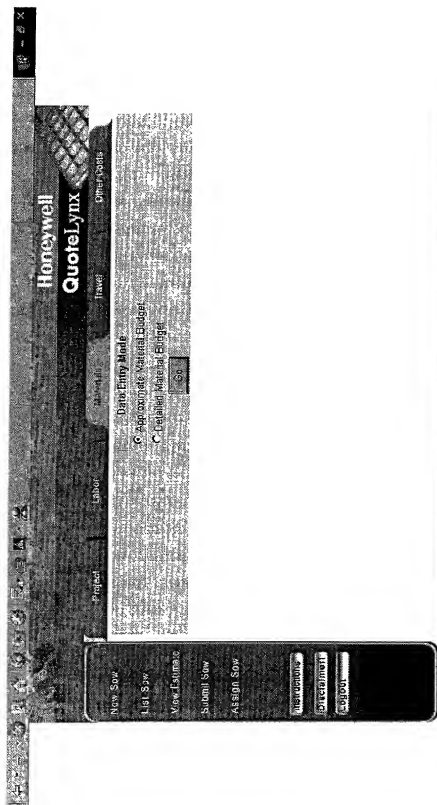 Honeywell
QuoteLynx
Project
Labor
Material
Travel
Other Costs
New Sow
List Sow
View Estimate
Submit Sow
Assign Sow
Instructions
Disclaimer
Logout
Data Entry Mode
Approximate Material Budget
Detailed Material Budget
Go